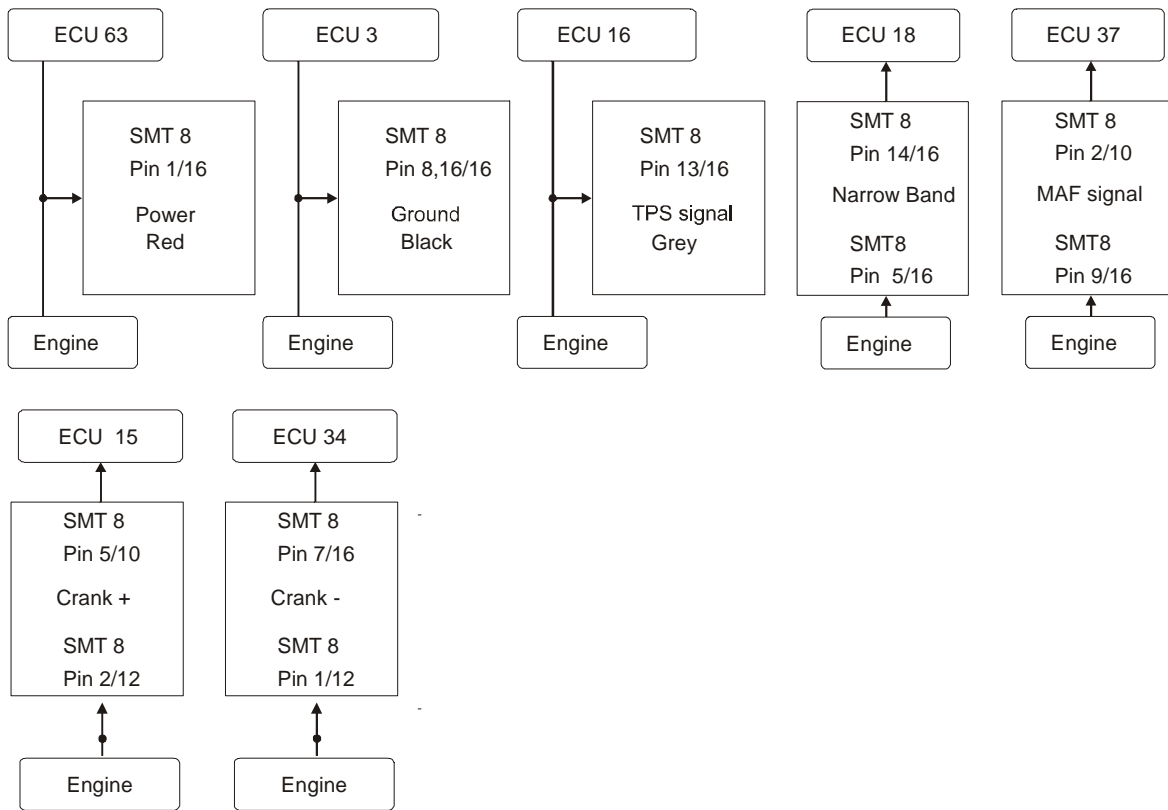 ECU 63
SMT 8
Pin 1/16
Power
Red
Engine
ECU 3
SMT 8
Pin 8,16/16
Ground
Black
Engine
ECU 16
SMT 8
Pin 13/16
TPS signal
Grey
Engine
ECU 18
SMT 8
Pin 14/16
Narrow Band
SMT8
Pin 5/16
Engine
ECU 37
SMT 8
Pin 2/10
MAF signal
SMT8
Pin 9/16
Engine
ECU 15
SMT 8
Pin 5/10
Crank +
SMT 8
Pin 2/12
Engine
ECU 34
SMT 8
Pin 7/16
Crank -
SMT 8
Pin 1/12
Engine
-
-